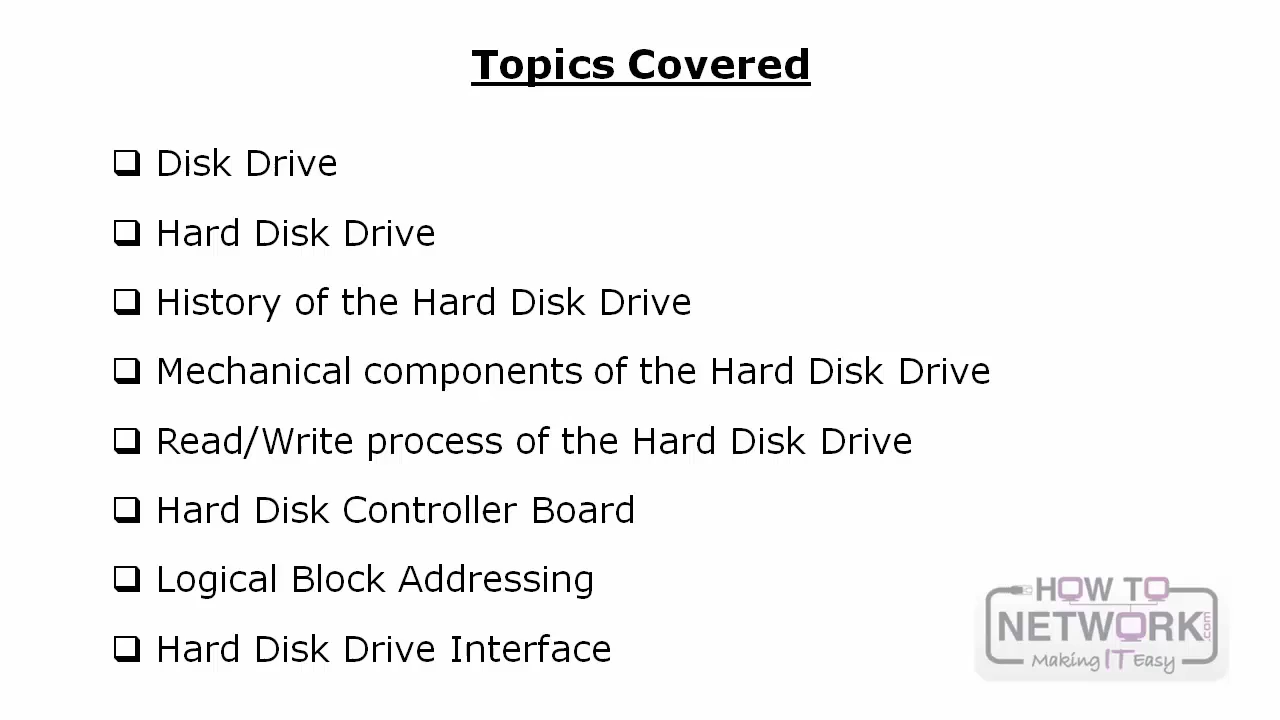 Topics Covered
Disk Drive
Hard Disk Drive
History of the Hard Disk Drive
Mechanical components of the Hard Disk Drive
Read/Write process of the Hard Disk Drive
Hard Disk Controller Board
Logical Block Addressing
Hard Disk Drive Interface
HOW TO
NETWORK.com
Making IT Easy